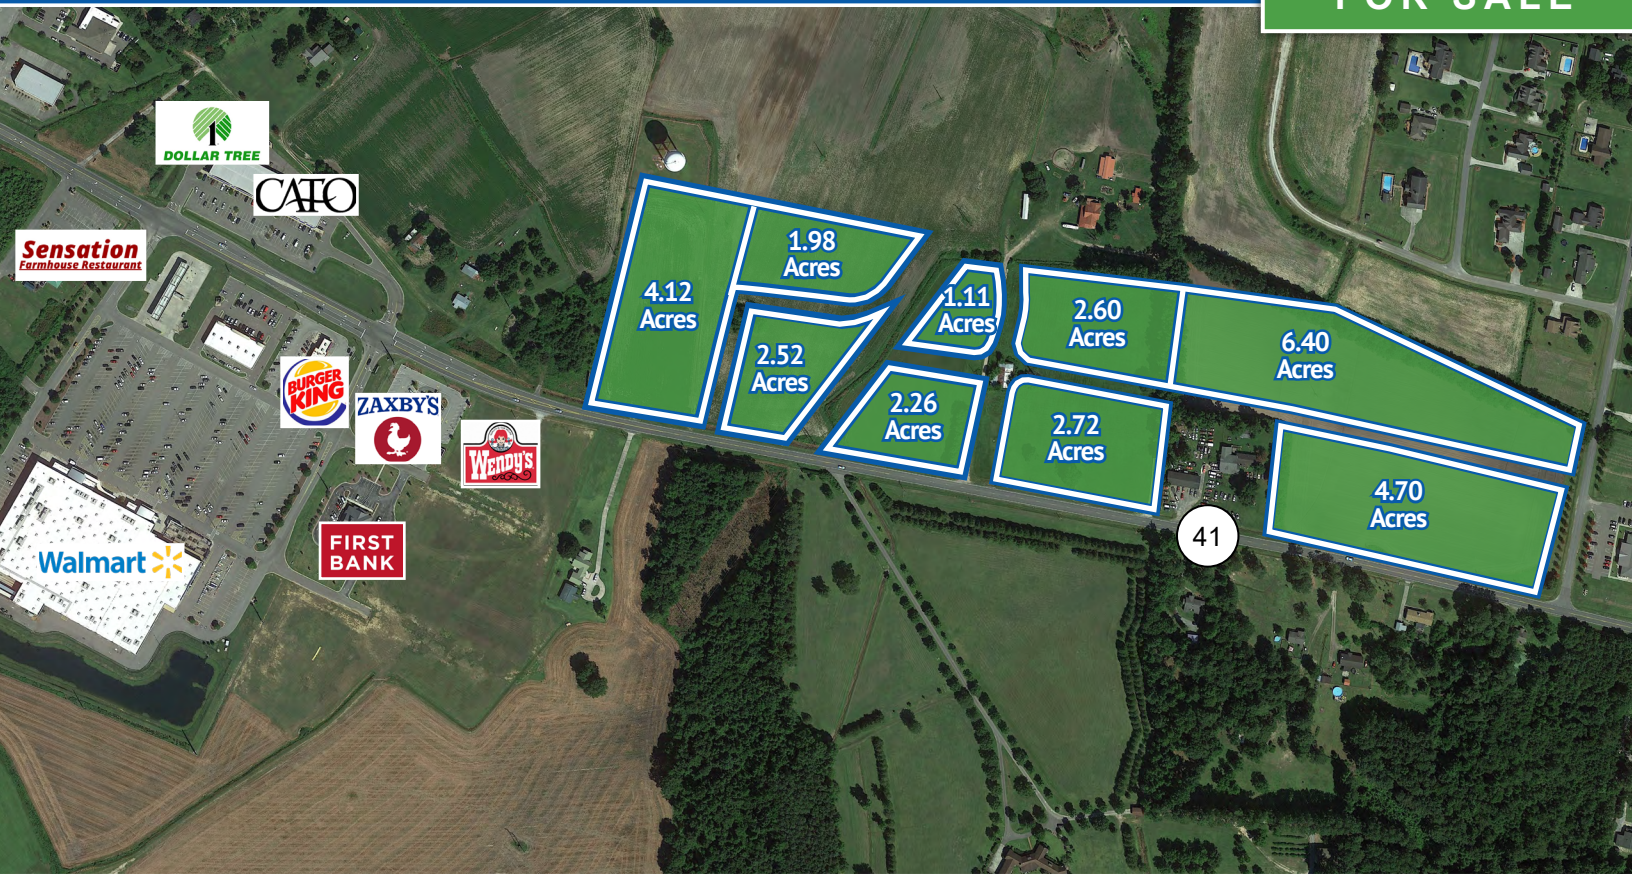 FOR SALE
DOLLAR TREE
CATO
Sensation
Farmhouse Restaurant
1.98
Acres
4.12
Acres
1.11
Acres
2.60
Acres
6.40
Acres
2.52
Acres
2.26
Acres
2.72
Acres
4.70
Acres
BURGER
KING
ZAXBY'S
WENDY'S
41
FIRST
BANK
Walmart